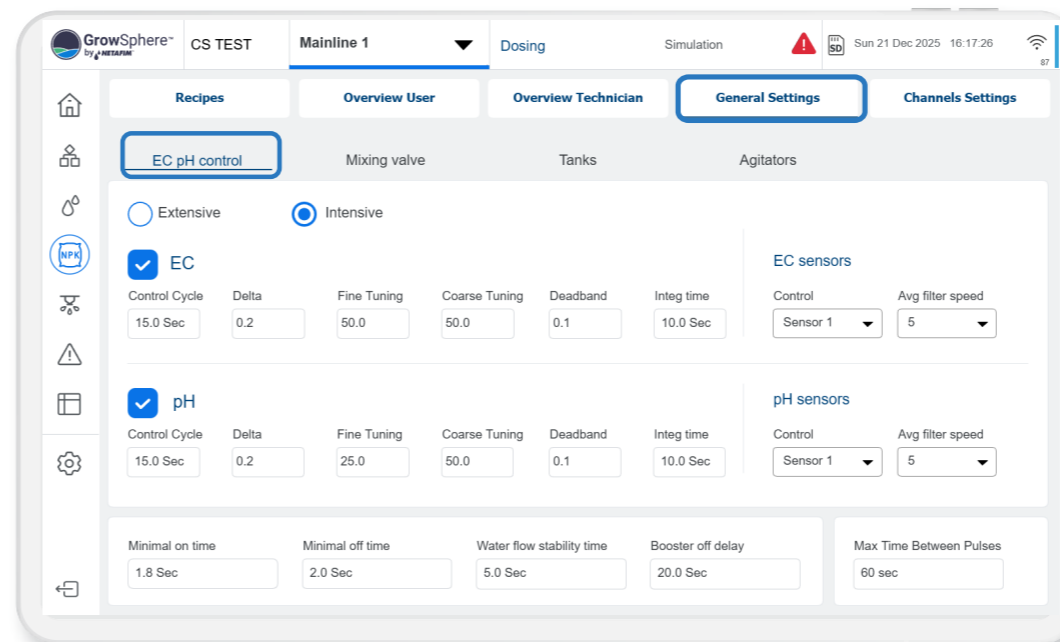 GrowSphere™ CS TEST Mainline 1 Dosing Simulation SD Sun 21 Dec 2025 16:17:26
by NETAFIM 87
Recipes Overview User Overview Technician General Settings Channels Settings
EC pH control Mixing valve Tanks Agitators
Extensive Intensive
NPK
EC EC sensors
Control Cycle Delta Fine Tuning Coarse Tuning Deadband Integ time Control Avg filter speed
15.0 Sec 0.2 50.0 50.0 0.1 10.0 Sec Sensor 1 5
pH pH sensors
Control Cycle Delta Fine Tuning Coarse Tuning Deadband Integ time Control Avg filter speed
15.0 Sec 0.2 25.0 50.0 0.1 10.0 Sec Sensor 1 5
Minimal on time Minimal off time Water flow stability time Booster off delay Max Time Between Pulses
1.8 Sec 2.0 Sec 5.0 Sec 20.0 Sec 60 sec